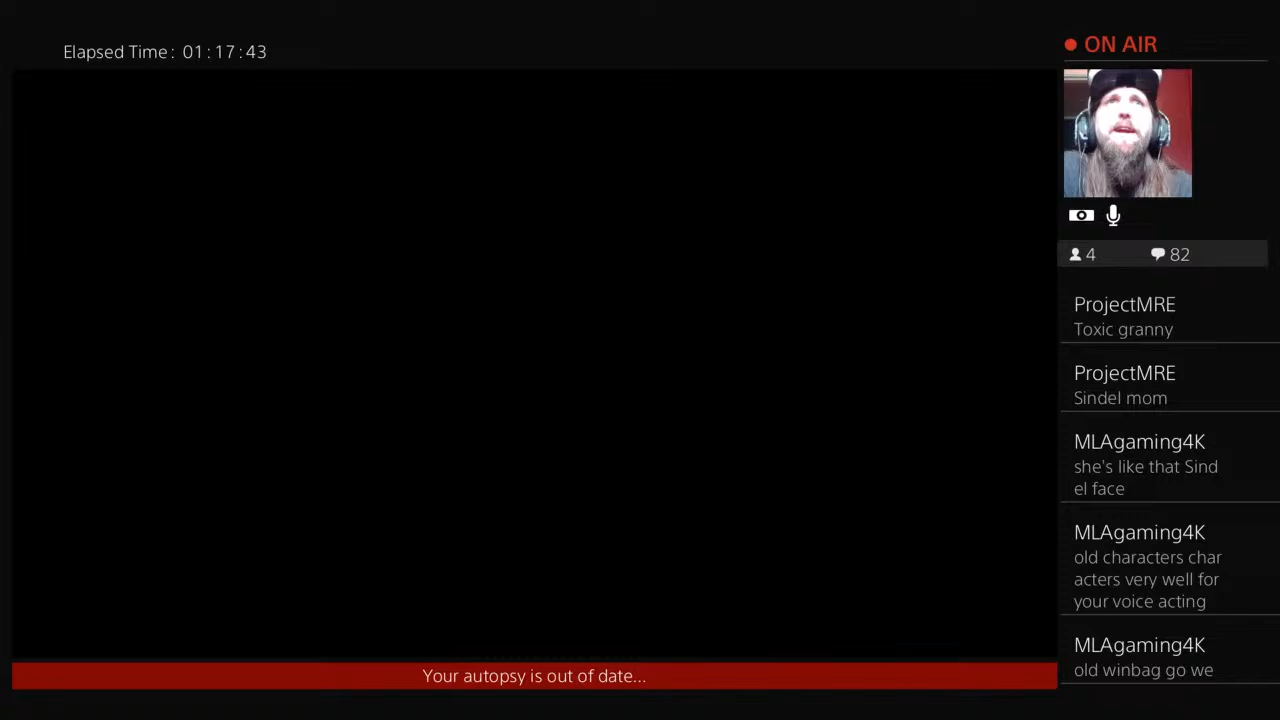 Elapsed Time: 01:17:43
ON AIR
4
82
ProjectMRE
Toxic granny
ProjectMRE
Sindel mom
MLAgaming4K
she's like that Sind
el face
MLAgaming4K
old characters char
acters very well for
your voice acting
MLAgaming4K
old winbag go we
Your autopsy is out of date...